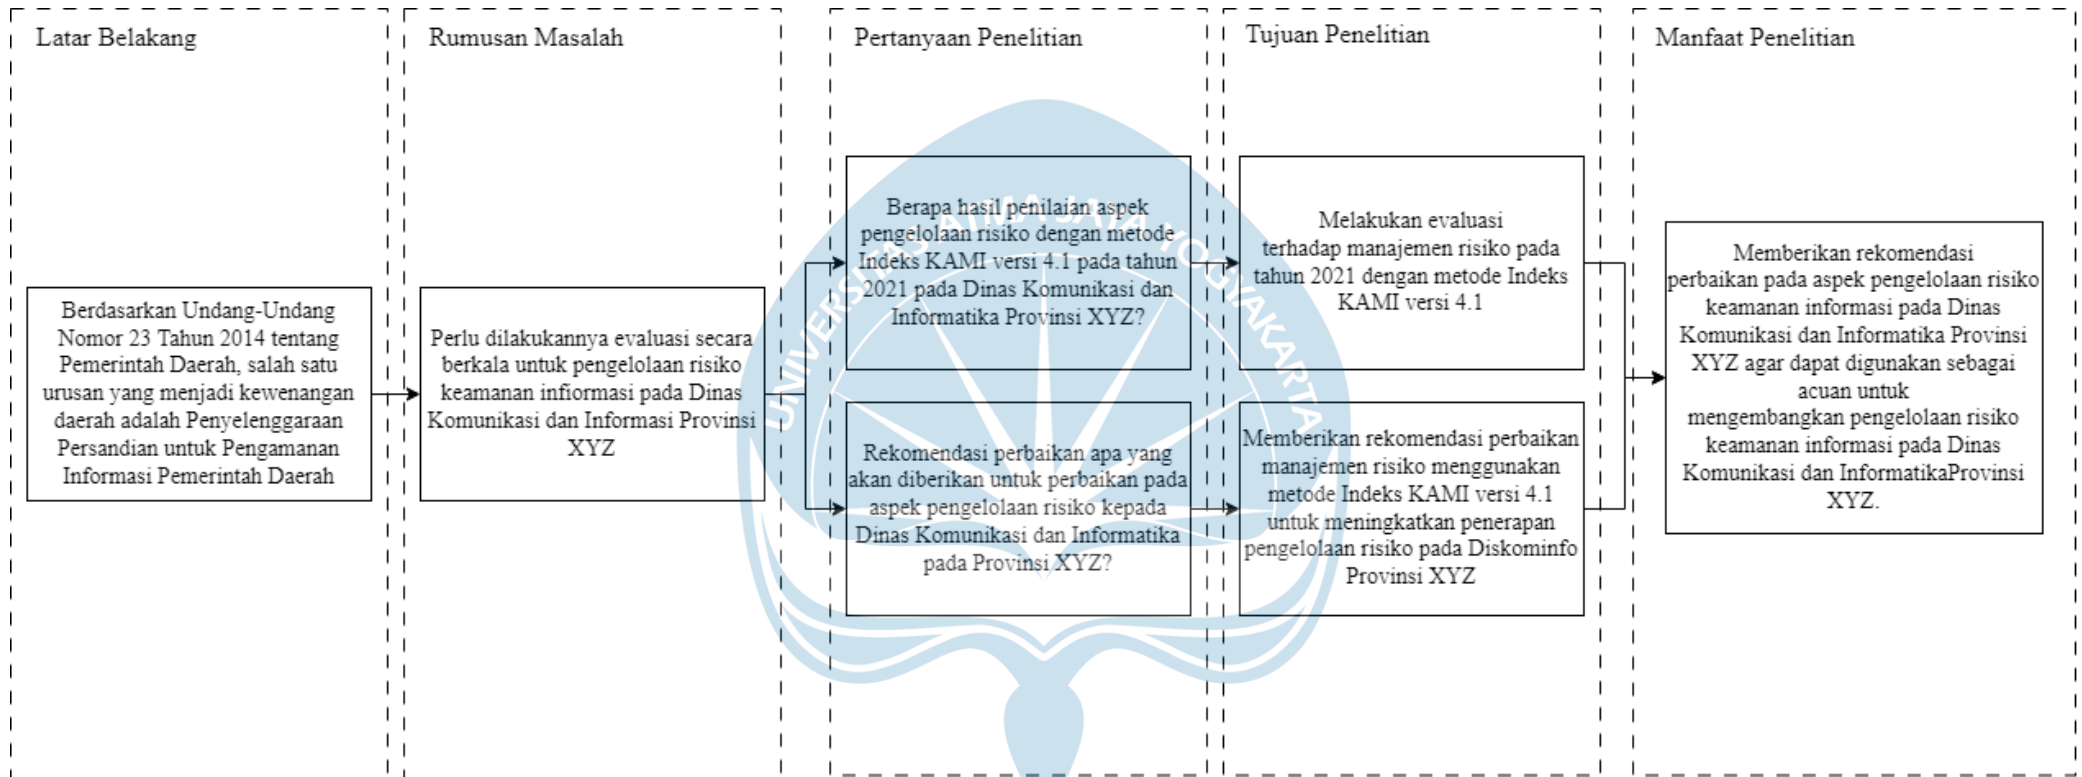 Latar Belakang
Berdasarkan Undang-Undang
Nomor 23 Tahun 2014 tentang
Pemerintah Daerah, salah satu
urusan yang menjadi kewenangan
daerah adalah Penyelenggaraan
Persandian untuk Pengamanan
Informasi Pemerintah Daerah
Rumusan Masalah
Perlu dilakukannya evaluasi secara
berkala untuk pengelolaan risiko
keamanan infiormasi pada Dinas
Komunikasi dan Informasi Provinsi
XYZ
Pertanyaan Penelitian
Berapa hasil penilaian aspek
pengelolaan risiko dengan metode
Indeks KAMI versi 4.1 pada tahun
2021 pada Dinas Komunikasi dan
Informatika Provinsi XYZ?
Rekomendasi perbaikan apa yang
akan diberikan untuk perbaikan pada
aspek pengelolaan risiko kepada
Dinas Komunikasi dan Informatika
pada Provinsi XYZ?
Tujuan Penelitian
Melakukan evaluasi
terhadap manajemen risiko pada
tahun 2021 dengan metode Indeks
KAMI versi 4.1
Memberikan rekomendasi perbaikan
manajemen risiko menggunakan
metode Indeks KAMI versi 4.1
untuk meningkatkan penerapan
pengelolaan risiko pada Diskominfo
Provinsi XYZ
Manfaat Penelitian
Memberikan rekomendasi
perbaikan pada aspek pengelolaan risiko
keamanan informasi pada Dinas
Komunikasi dan Informatika Provinsi
XYZ agar dapat digunakan sebagai
acuan untuk
mengembangkan pengelolaan risiko
keamanan informasi pada Dinas
Komunikasi dan InformatikaProvinsi
XYZ.
UNIVERSITAS ATMA JAYA YOGYAKARTA